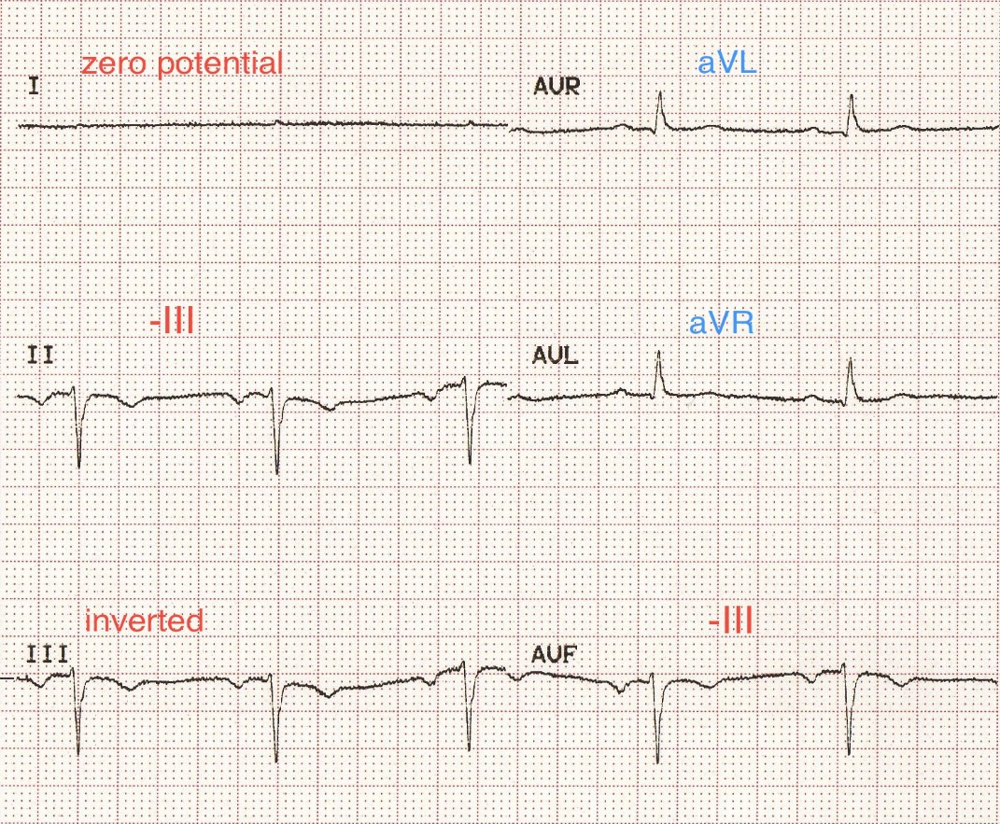 zero potential
I
aVL
AVR
-III
II
aVR
AVL
inverted
III
-III
AVF